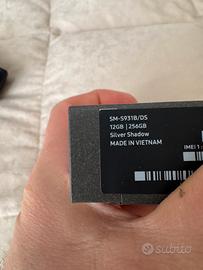 SM-S931B/DS
12GB | 256GB
Silver Shadow
MADE IN VIETNAM
IMEI 1 :
subito